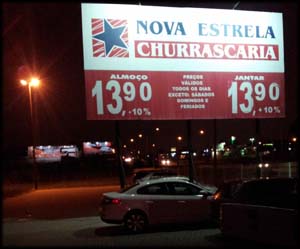 NOVA ESTRELA
CHURRASCARIA
ALMOÇO
13,90
+10%
PREÇOS
VÁLIDOS
TODOS OS DIAS
EXCETO: SÁBADOS
DOMINGOS E
FERIADOS
JANTAR
13,90
+10%